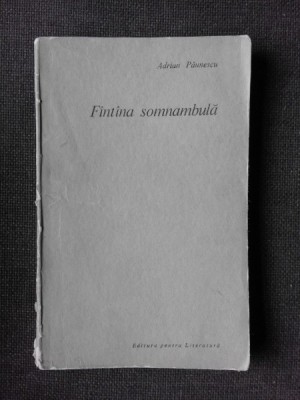 Adrian Păunescu
Fîntîna somnambulă
Editura pentru Literatură